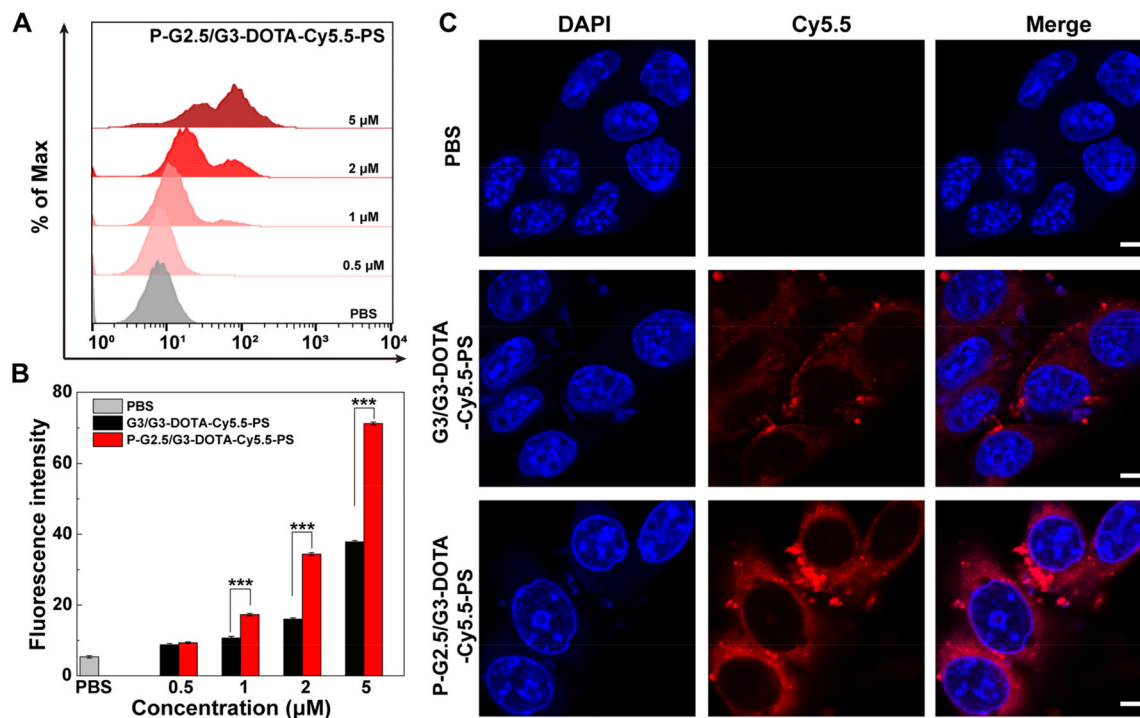 A
P-G2.5/G3-DOTA-Cy5.5-PS
% of Max
5 µM
2 µM
1 µM
0.5 µM
PBS
10⁰ 10¹ 10² 10³ 10⁴
B
Fluorescence intensity
80
60
40
20
0
PBS
G3/G3-DOTA-Cy5.5-PS
P-G2.5/G3-DOTA-Cy5.5-PS
***
***
***
PBS 0.5 1 2 5
Concentration (µM)
C
DAPI Cy5.5 Merge
PBS
G3/G3-DOTA
-Cy5.5-PS
P-G2.5/G3-DOTA
-Cy5.5-PS